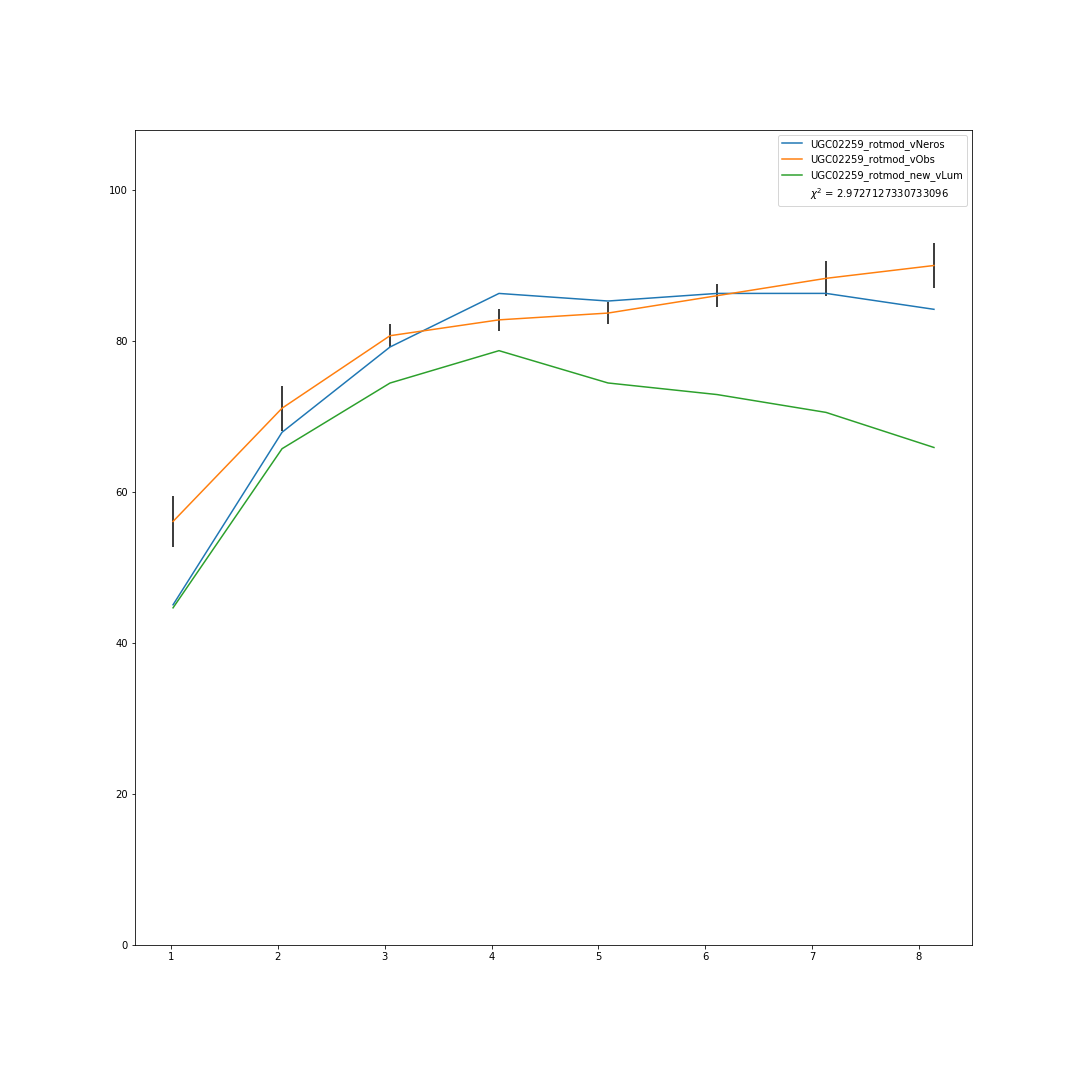 UGC02259_rotmod_vNeros
UGC02259_rotmod_vObs
UGC02259_rotmod_new_vLum
χ² = 2.9727127330733096
100
80
60
40
20
0
1 2 3 4 5 6 7 8